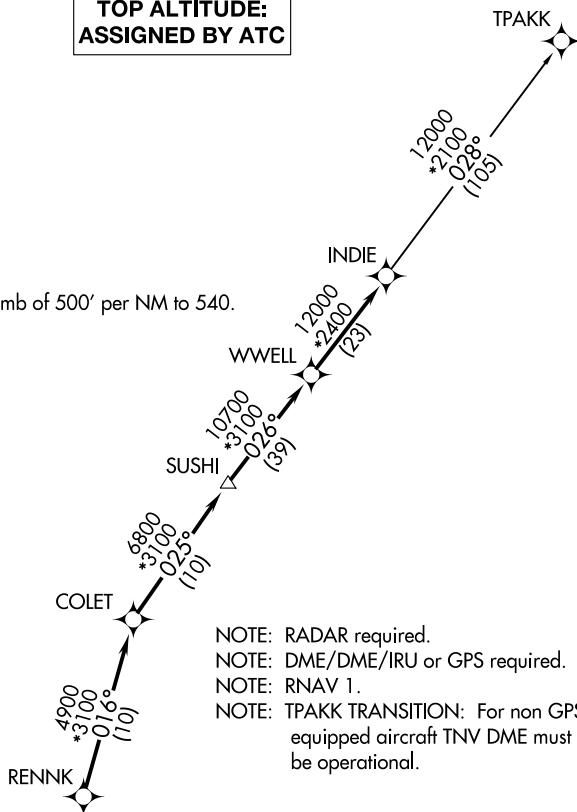 TOP ALTITUDE:
ASSIGNED BY ATC
TPAKK
12000
*2100
028°
(105)
INDIE
mb of 500' per NM to 540.
12000
*2400
(23)
WWELL
10700
*3100
026°
(39)
SUSHI
6800
*3100
025°
(10)
COLET
NOTE: RADAR required.
NOTE: DME/DME/IRU or GPS required.
NOTE: RNAV 1.
NOTE: TPAKK TRANSITION: For non GPS
equipped aircraft TNV DME must
be operational.
4900
*3100
016°
(10)
RENNK